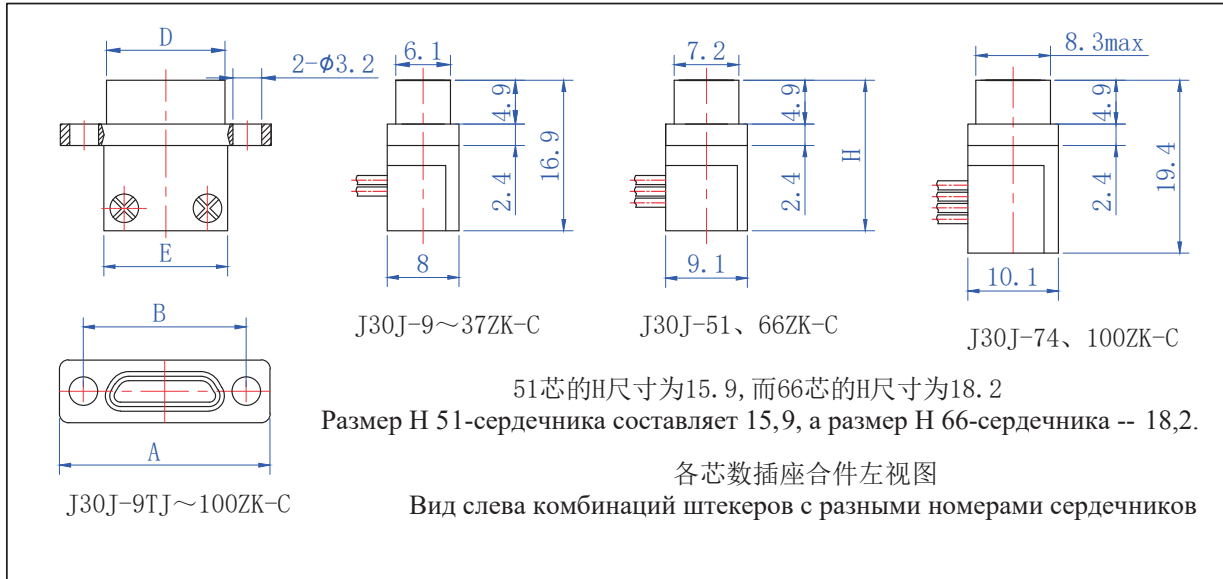 D
2-ϕ3.2
6.1
4.9
16.9
2.4
7.2
4.9
H
2.4
8.3max
4.9
19.4
2.4
E
8
9.1
10.1
B
A
J30J-9～37ZK-C
J30J-51、66ZK-C
J30J-74、100ZK-C
51芯的H尺寸为15.9,而66芯的H尺寸为18.2
Размер Н 51-сердечника составляет 15,9, а размер Н 66-сердечника -- 18,2.
各芯数插座合件左视图
J30J-9TJ～100ZK-C
Вид слева комбинаций штекеров с разными номерами сердечников